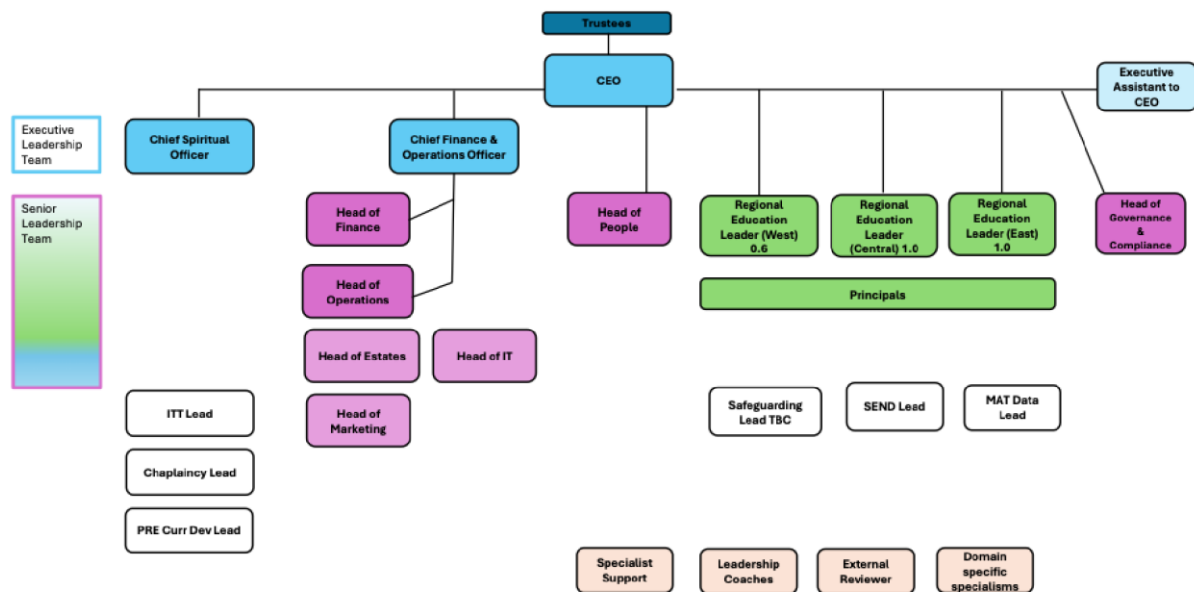 Trustees
CEO
Executive
Assistant to
CEO
Executive
Leadership
Team
Chief Spiritual
Officer
Chief Finance &
Operations Officer
Senior
Leadership
Team
Head of
Finance
Head of
People
Regional
Education
Leader (West)
0.6
Regional
Education
Leader
(Central) 1.0
Regional
Education
Leader (East)
1.0
Head of
Governance
&
Compliance
Head of
Operations
Principals
Head of Estates
Head of IT
ITT Lead
Head of
Marketing
Safeguarding
Lead TBC
SEND Lead
MAT Data
Lead
Chaplaincy Lead
PRE Curr Dev Lead
Specialist
Support
Leadership
Coaches
External
Reviewer
Domain
specific
specialisms